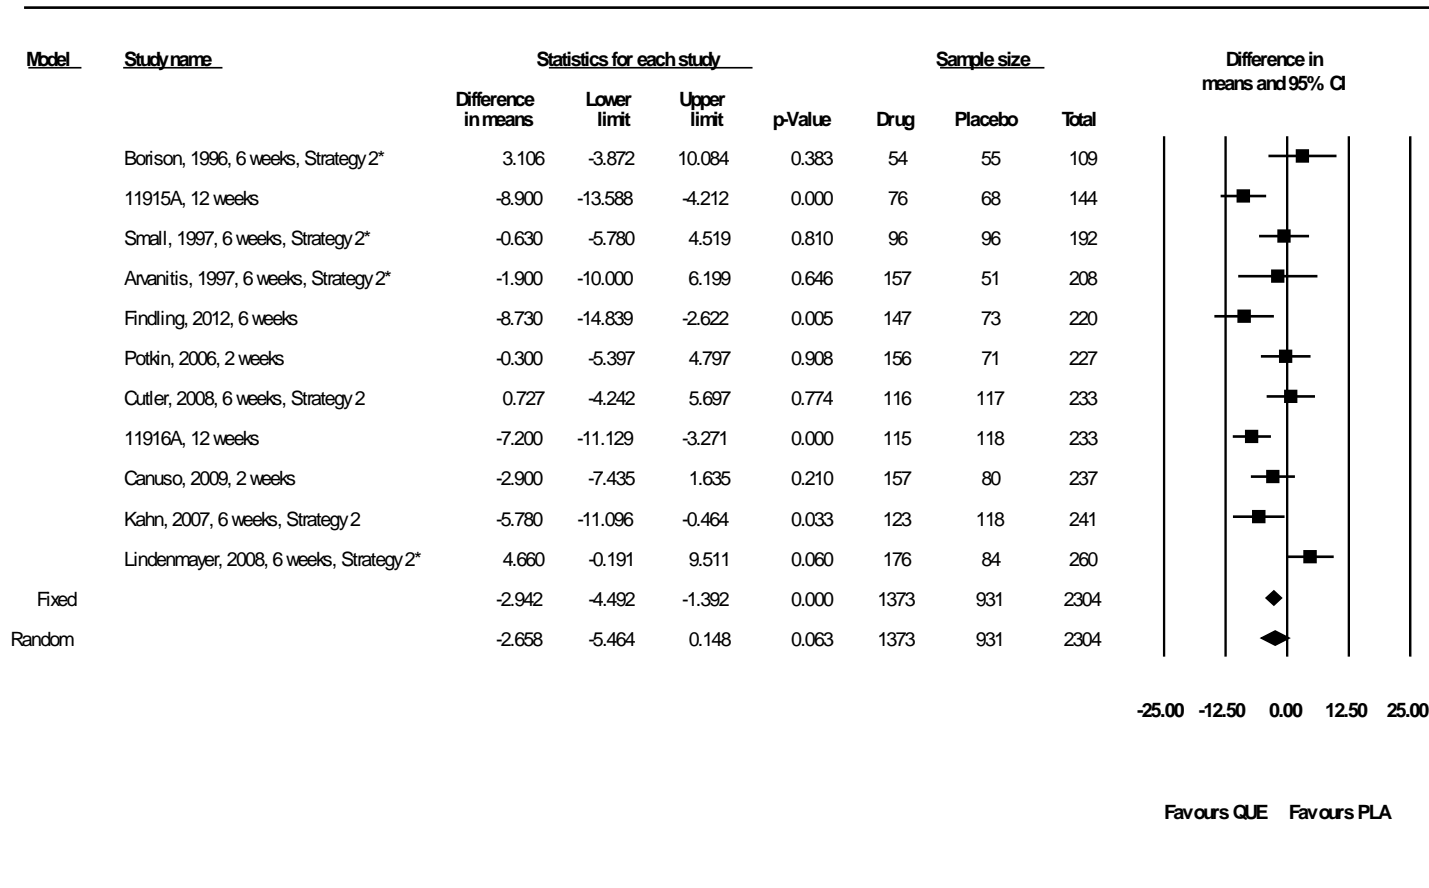 Model Study name Statistics for each study Sample size Difference in
means and 95% CI
Difference Lower Upper
in means limit limit p-Value Drug Placebo Total
Borison, 1996, 6 weeks, Strategy 2* 3.106 -3.872 10.084 0.383 54 55 109
11915A, 12 weeks -8.900 -13.588 -4.212 0.000 76 68 144
Small, 1997, 6 weeks, Strategy 2* -0.630 -5.780 4.519 0.810 96 96 192
Arvanitis, 1997, 6 weeks, Strategy 2* -1.900 -10.000 6.199 0.646 157 51 208
Findling, 2012, 6 weeks -8.730 -14.839 -2.622 0.005 147 73 220
Potkin, 2006, 2 weeks -0.300 -5.397 4.797 0.908 156 71 227
Cutler, 2008, 6 weeks, Strategy 2 0.727 -4.242 5.697 0.774 116 117 233
11916A, 12 weeks -7.200 -11.129 -3.271 0.000 115 118 233
Canuso, 2009, 2 weeks -2.900 -7.435 1.635 0.210 157 80 237
Kahn, 2007, 6 weeks, Strategy 2 -5.780 -11.096 -0.464 0.033 123 118 241
Lindenmayer, 2008, 6 weeks, Strategy 2* 4.660 -0.191 9.511 0.060 176 84 260
Fixed -2.942 -4.492 -1.392 0.000 1373 931 2304
Random -2.658 -5.464 0.148 0.063 1373 931 2304
-25.00 -12.50 0.00 12.50 25.00
Favours QUE Favours PLA